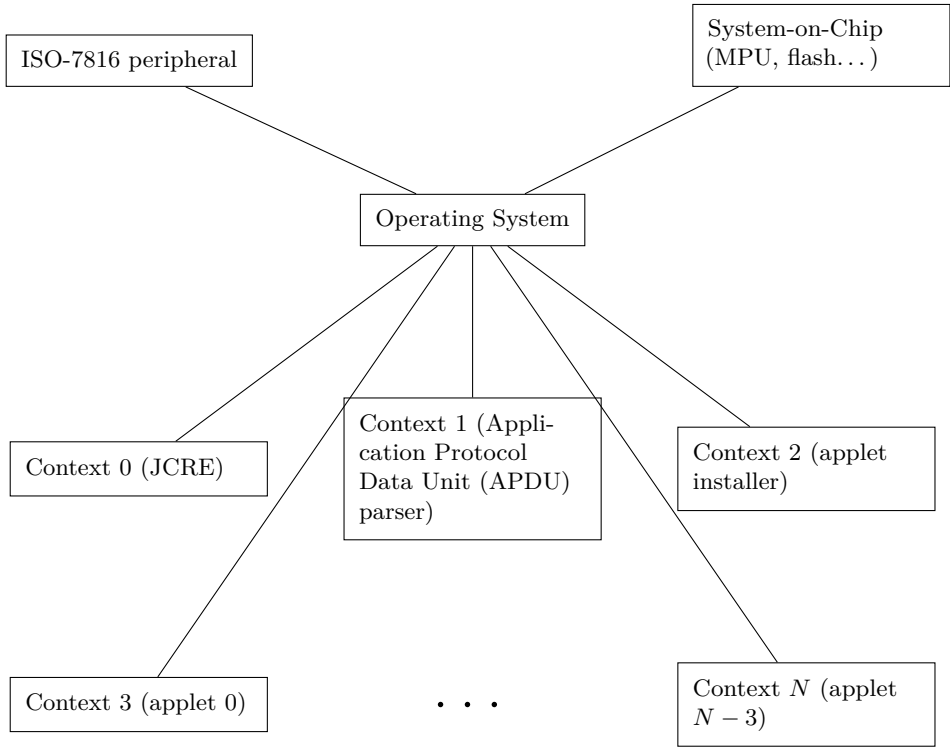 ISO-7816 peripheral
System-on-Chip
(MPU, flash...)
Operating System
Context 0 (JCRE)
Context 1 (Appli-
cation Protocol
Data Unit (APDU)
parser)
Context 2 (applet
installer)
Context 3 (applet 0)
. . .
Context N (applet
N − 3)